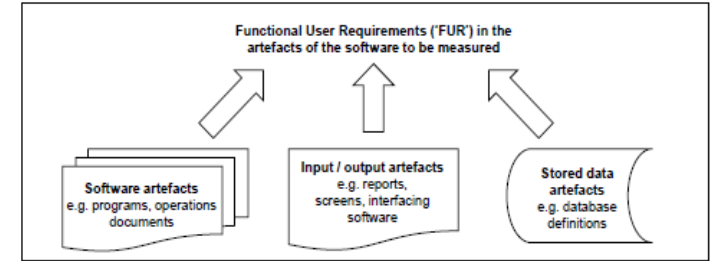 Functional User Requirements ('FUR') in the
artefacts of the software to be measured
Software artefacts
e.g. programs, operations
documents
Input / output artefacts
e.g. reports,
screens, interfacing
software
Stored data
artefacts
e.g. database
definitions